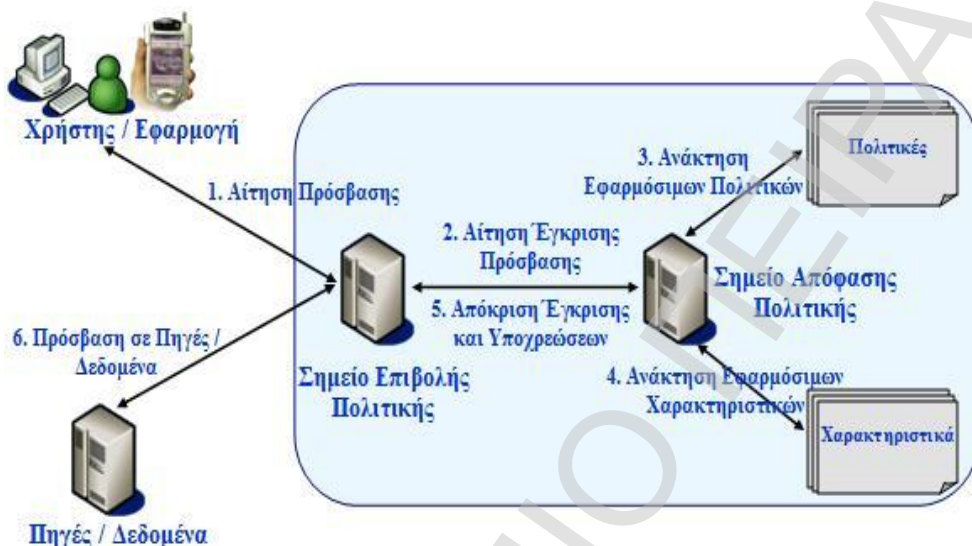 Χρήστης / Εφαρμογή
1. Αίτηση Πρόσβασης
3. Ανάκτηση
Εφαρμόσιμων Πολιτικών
Πολιτικές
2. Αίτηση Έγκρισης
Πρόσβασης
Σημείο Απόφασης
Πολιτικής
5. Απόκριση Έγκρισης
και Υποχρεώσεων
6. Πρόσβαση σε Πηγές /
Δεδομένα
Σημείο Επιβολής
Πολιτικής
4. Ανάκτηση Εφαρμόσιμων
Χαρακτηριστικών
Χαρακτηριστικά
Πηγές / Δεδομένα